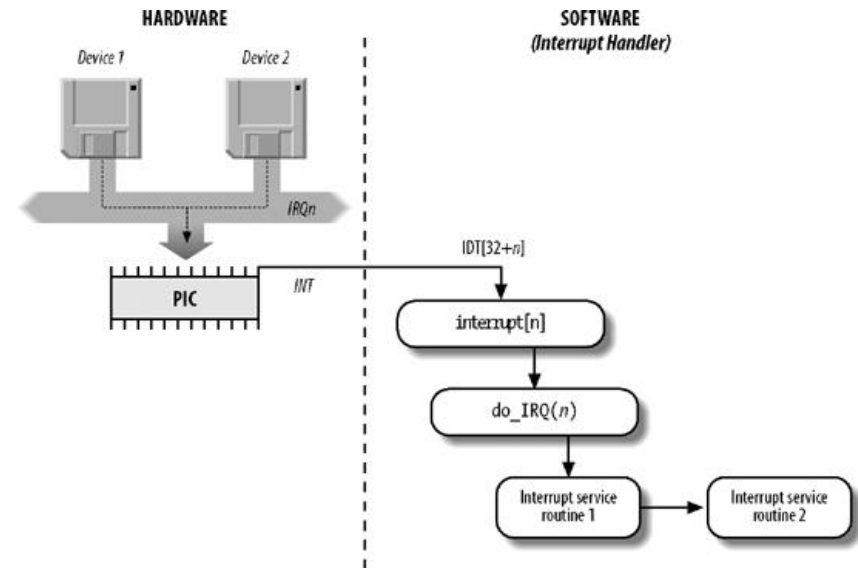 HARDWARE
SOFTWARE
(Interrupt Handler)
Device 1
Device 2
IRQn
IDT[32+n]
INT
PIC
interrupt[n]
do_IRQ(n)
Interrupt service
routine 1
Interrupt service
routine 2